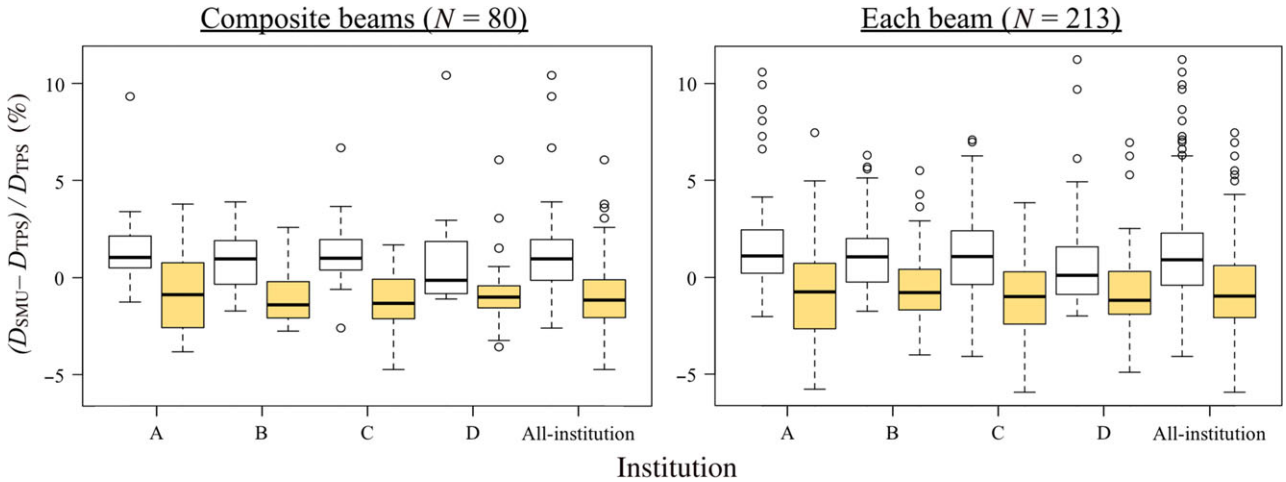 Composite beams (N = 80)
Each beam (N = 213)
(DSMU− DTPS) / DTPS (%)
10
5
0
−5
A B C D All-institution
10
5
0
−5
A B C D All-institution
Institution